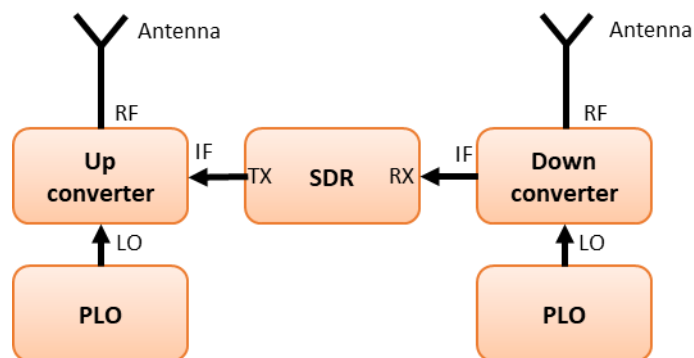 Antenna
Antenna
RF
RF
Up
converter
IF
TX
SDR
RX
IF
Down
converter
LO
LO
PLO
PLO